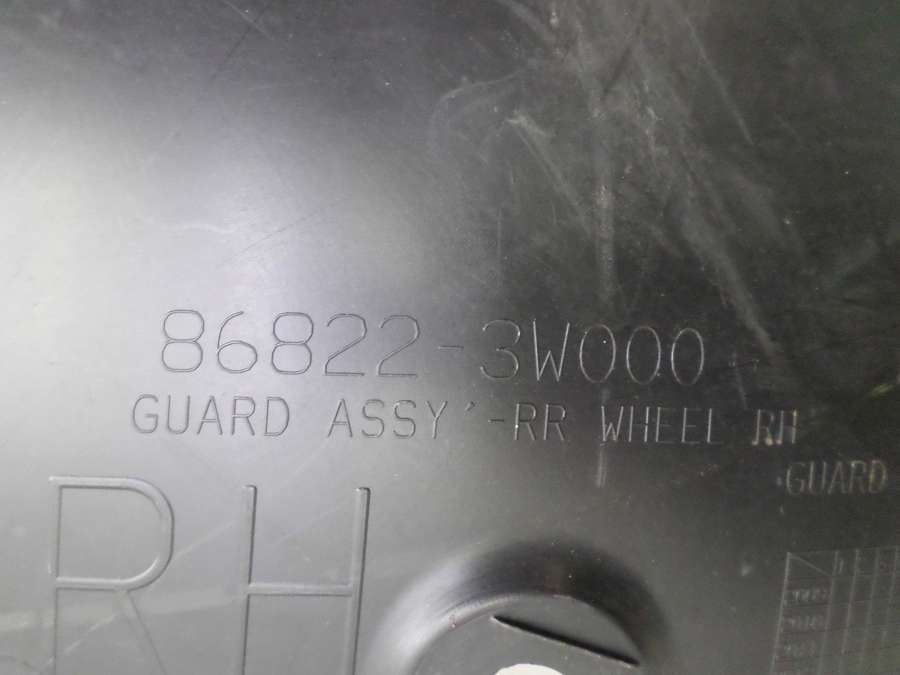 86822-3W000
GUARD ASSY'-RR WHEEL RH
GUARD
RH